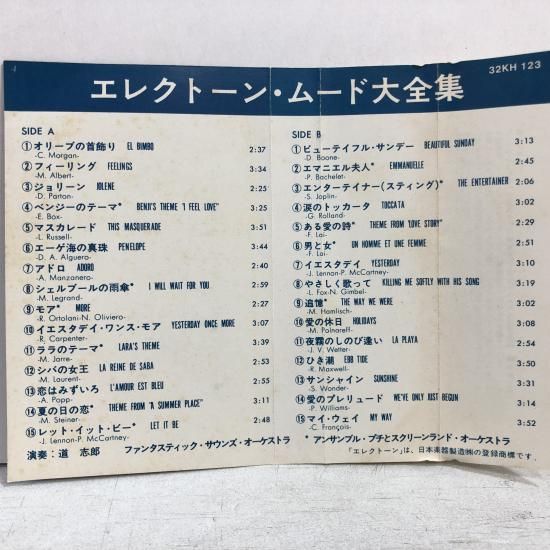 32KH 123
エレクトーン・ムード大全集
SIDE A
①オリーブの首飾り EL BIMBO 2:37
-C. Morgan-
②フィーリング FEELINGS 3:34
-M. Albert-
③ジョリーン JOLENE 2:25
-D. Parton-
④ベンジーのテーマ* BENJI'S THEME "I FEEL LOVE" 3:25
-E. Box-
⑤マスカレード THIS MASQUERADE 3:51
-L. Russell-
⑥エーゲ海の真珠 PENELOPE 3:44
-D. A. Alguero-
⑦アドロ ADORO 2:40
-A. Manzanero-
⑧シェルブールの雨傘* I WILL WAIT FOR YOU 2:59
-M. Legrand-
⑨モア* MORE 2:27
-R. Ortolani-N. Oliviero-
⑩イエスタデイ・ワンス・モア YESTERDAY ONCE MORE 3:07
-R. Carpenter-
⑪ララのテーマ* LARA'S THEME 3:39
-M. Jarre-
⑫シバの女王 LA REINE DE SABA 2:53
-M. Laurent-
⑬恋はみずいろ L'AMOUR EST BLEU 2:55
-A. Popp-
⑭夏の日の恋* THEME FROM "A SUMMER PLACE" 3:11
-M. Steiner-
⑮レット・イット・ビー* LET IT BE 2:48
-J. Lennon-P. McCartney-
SIDE B
①ビューティフル・サンデー BEAUTIFUL SUNDAY 3:13
-D. Boone-
②エマニエル夫人* EMMANUELLE 2:45
-P. Bachelet-
③エンターテイナー(スティング)* THE ENTERTAINER 2:06
-S. Joplin-
④涙のトッカータ TOCCATA 3:02
-G. Rolland-
⑤ある愛の詩* THEME FROM "LOVE STORY" 2:29
-F. Lai-
⑥男と女* UN HOMME ET UNE FEMME 2:51
-F. Lai-
⑦イエスタデイ YESTERDAY 3:10
-J. Lennon-P. McCartney-
⑧やさしく歌って KILLING ME SOFTLY WITH HIS SONG 3:19
-L. Fox-N. Gimbel-
⑨追憶* THE WAY WE WERE 3:24
-M. Hamlisch-
⑩愛の休日 HOLIDAYS 3:08
-M. Polnareff-
⑪夜霧のしのび逢い LA PLAYA 2:39
-J. V. Wetter-
⑫ひき潮 EBB TIDE 2:40
-R. Maxwell-
⑬サンシャイン SUNSHINE 3:31
-S. Wonder-
⑭愛のプレリュード WE'VE ONLY JUST BEGUN 3:14
-P. Williams-
⑮マイ・ウェイ MY WAY 3:52
-C. François-
演奏:道 志郎 ファンタスティック・サウンズ・オーケストラ *アンサンブル・プチとスクリーンランド・オーケストラ
「エレクトーン」は、日本楽器製造㈱の登録商標です。